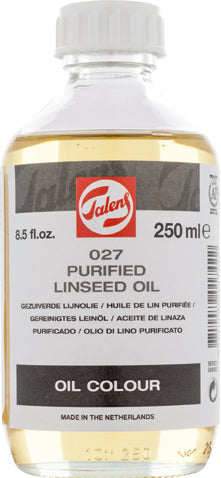 Talens
8.5 fl.oz.
250 ml e
027
PURIFIED
LINSEED OIL
GEZUIVERDE LIJNOLIE / HUILE DE LIN PURIFIÉE /
GEREINIGTES LEINÖL / ACEITE DE LINAZA
PURIFICADO / OLIO DI LINO PURIFICATO
OIL COLOUR
MADE IN THE NETHERLANDS